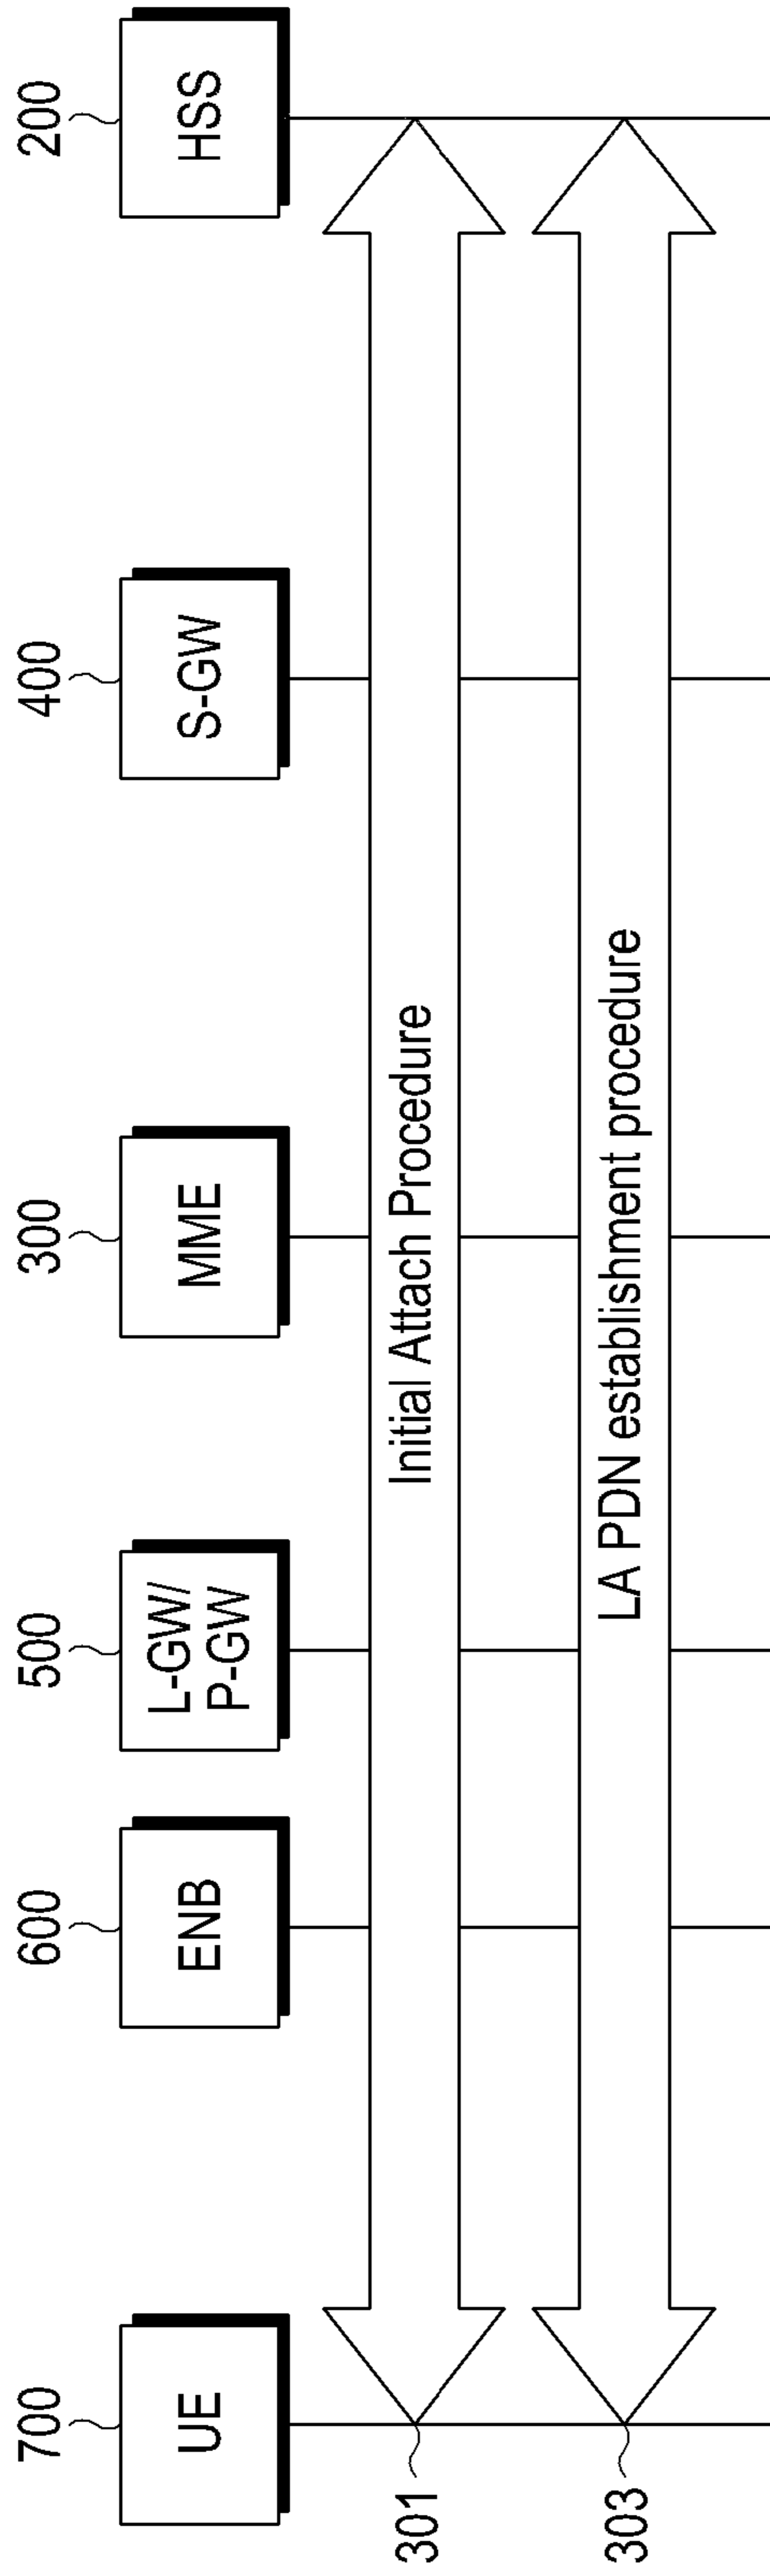 700
600
500
300
400
200
UE
ENB
L-GW/
P-GW
MME
S-GW
HSS
301
Initial Attach Procedure
303
LA PDN establishment procedure